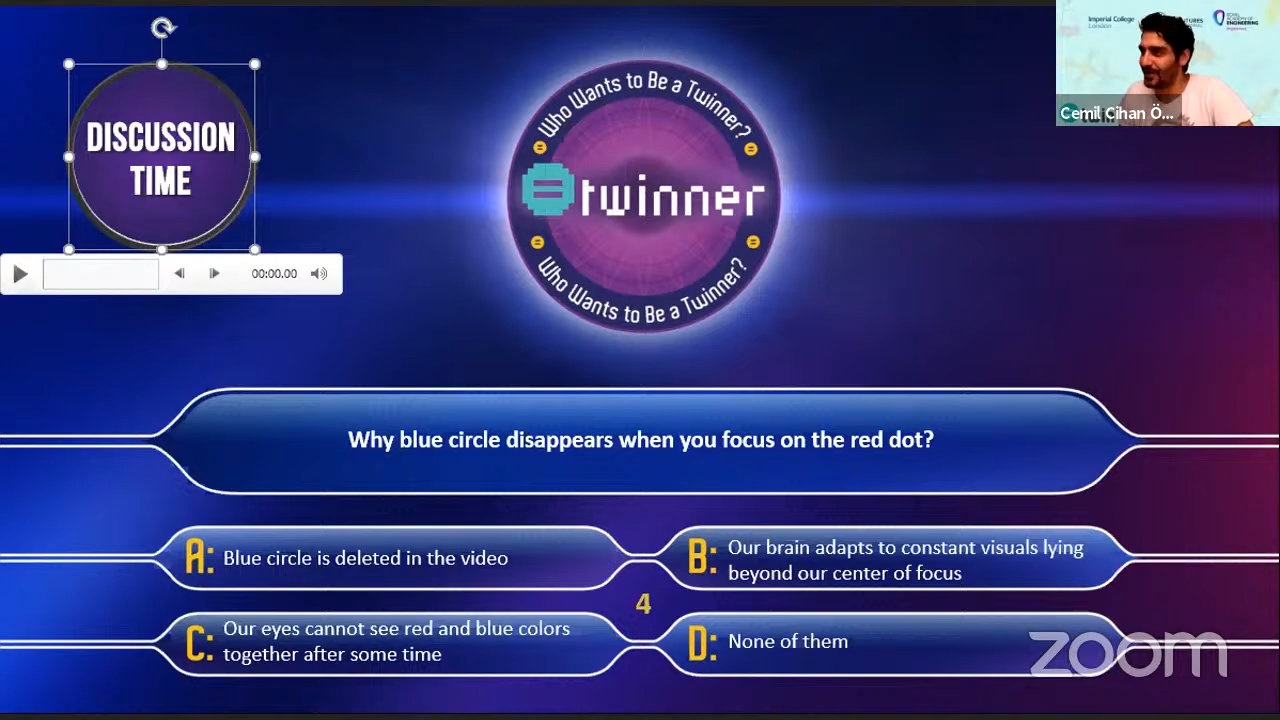 DISCUSSION
TIME
00:00.00
Who Wants to Be a Twinner?
twinner
Who Wants to Be a Twinner?
Imperial College
London
ENGINEERING
Cemil Cihan Ö...
Why blue circle disappears when you focus on the red dot?
A: Blue circle is deleted in the video
B: Our brain adapts to constant visuals lying
beyond our center of focus
4
C: Our eyes cannot see red and blue colors
together after some time
D: None of them
zoom